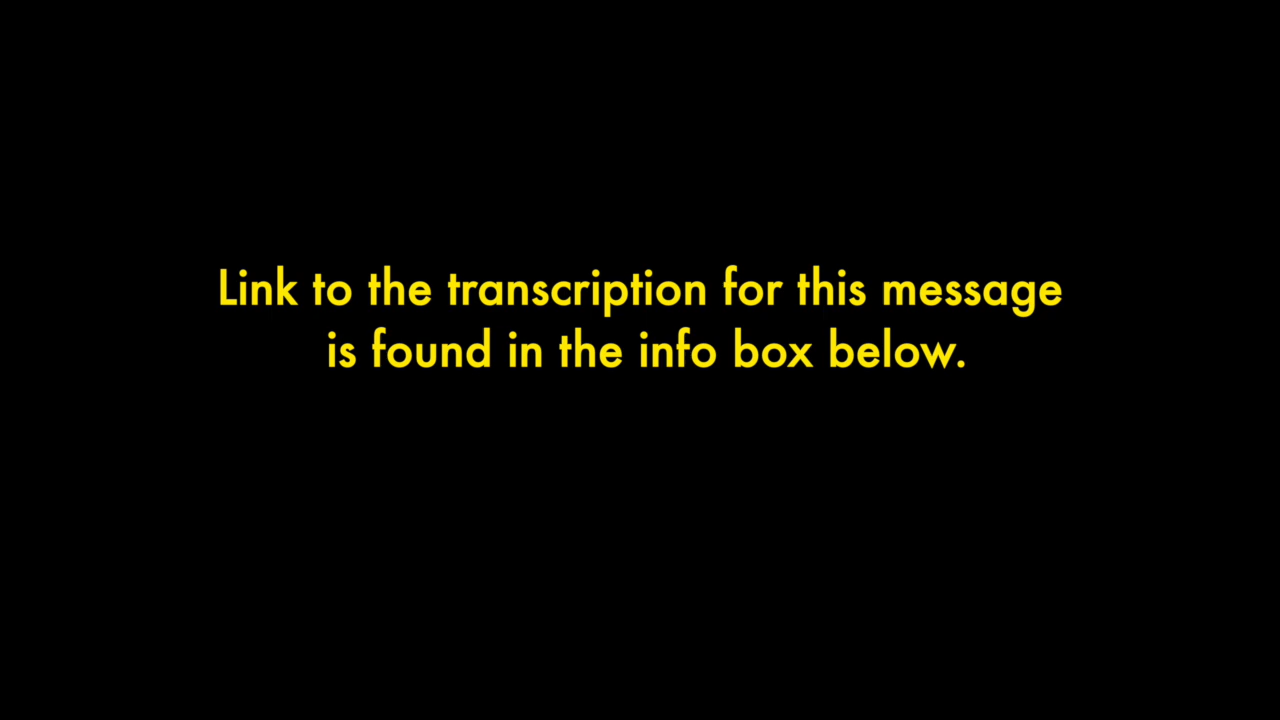 Link to the transcription for this message
is found in the info box below.